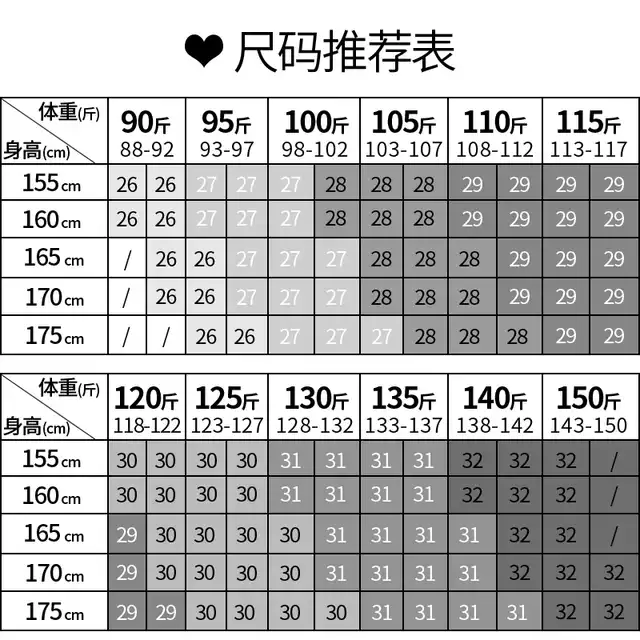 尺码推荐表
体重(斤) 90斤 95斤 100斤 105斤 110斤 115斤
身高(cm) 88-92 93-97 98-102 103-107 108-112 113-117
155cm 26 26 27 27 27 28 28 28 29 29 29 29
160cm 26 26 27 27 27 28 28 28 29 29 29 29
165cm / 26 26 27 27 27 28 28 28 29 29 29
170cm / 26 26 27 27 27 28 28 28 29 29 29
175cm / / 26 26 27 27 27 28 28 28 29 29
体重(斤) 120斤 125斤 130斤 135斤 140斤 150斤
身高(cm) 118-122 123-127 128-132 133-137 138-142 143-150
155cm 30 30 30 30 31 31 31 31 32 32 32 /
160cm 30 30 30 30 31 31 31 31 32 32 32 /
165cm 29 30 30 30 30 31 31 31 31 32 32 /
170cm 29 30 30 30 30 31 31 31 31 32 32 32
175cm 29 29 30 30 30 30 31 31 31 31 32 32